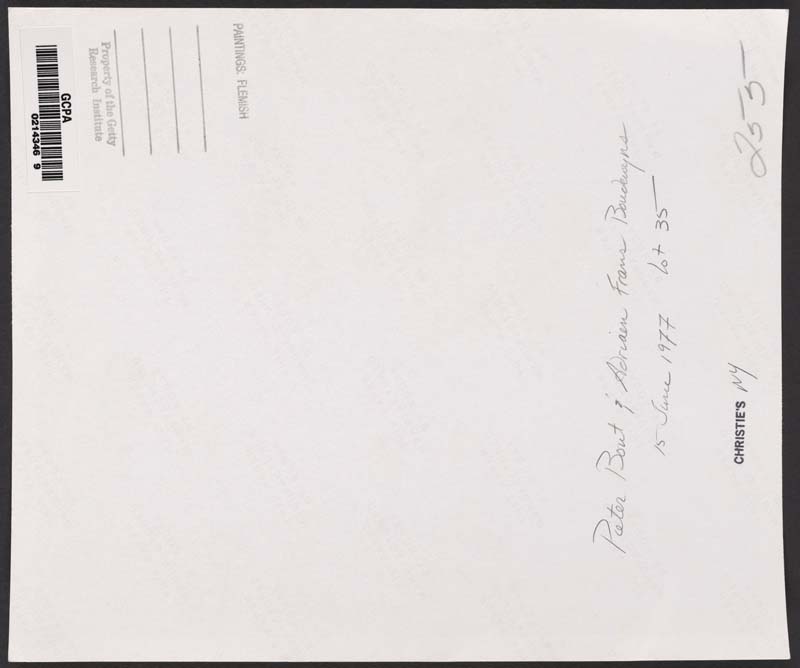 PAINTINGS: FLEMISH
Property of the Getty
Research Institute
GCPA
0214346 9
Pieter Bout & Adriaen Frans Boudewyns
15 June 1977 lot 35
CHRISTIE'S NY
255